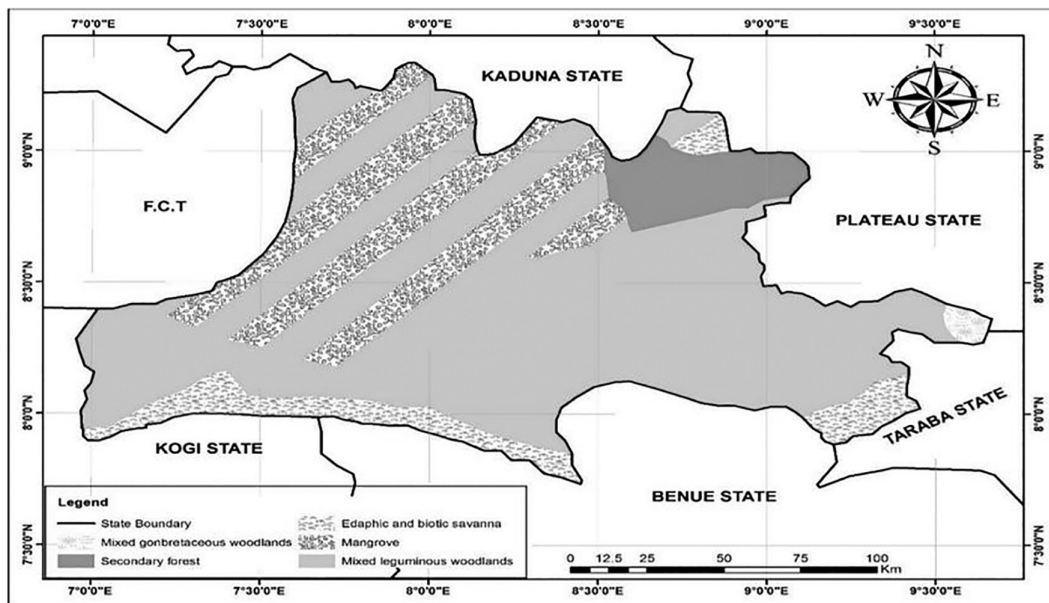 7°0'0"E 7°30'0"E 8°0'0"E 8°30'0"E 9°0'0"E 9°30'0"E
KADUNA STATE
N
W E
S
9°0'0"N 9°0'0"N
F.C.T
PLATEAU STATE
8°30'0"N 8°30'0"N
8°0'0"N 8°0'0"N
TARABA STATE
KOGI STATE
BENUE STATE
Legend
State Boundary
Mixed gonbretaceous woodlands
Secondary forest
Edaphic and biotic savanna
Mangrove
Mixed leguminous woodlands
7°30'0"N 7°30'0"N
0 12.5 25 50 75 100
Km
7°0'0"E 7°30'0"E 8°0'0"E 8°30'0"E 9°0'0"E 9°30'0"E